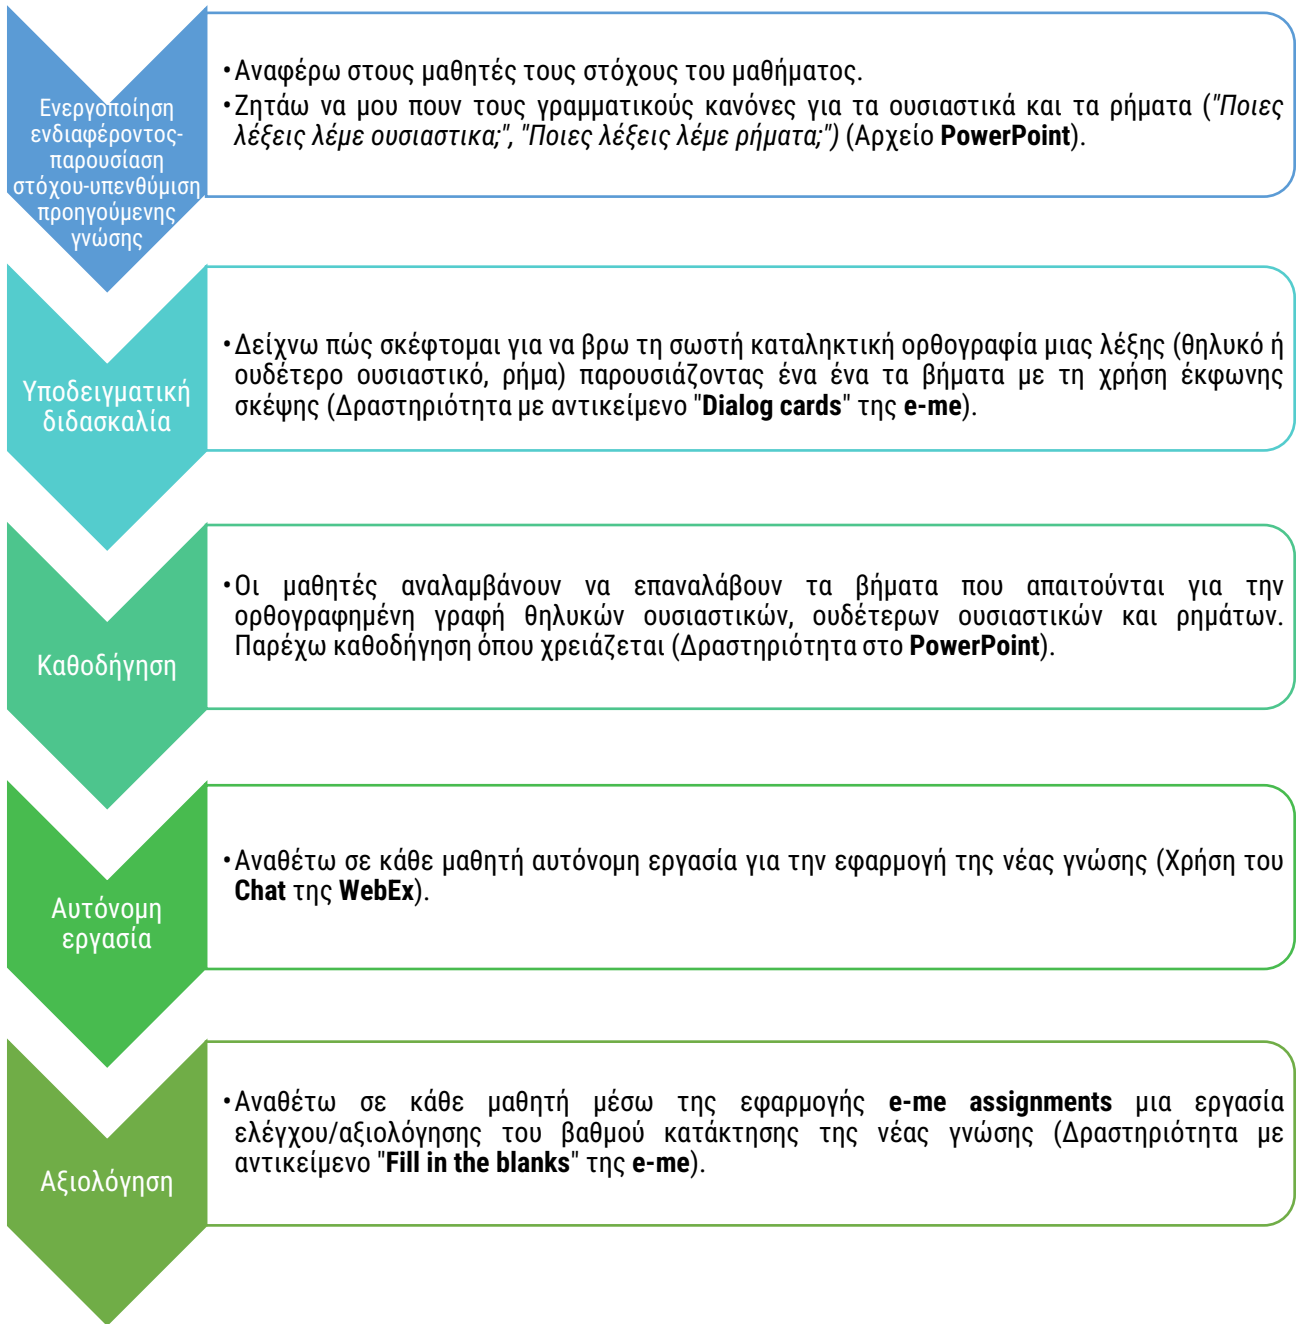 Ενεργοποίηση
ενδιαφέροντος-
παρουσίαση
στόχου-υπενθύμιση
προηγούμενης
γνώσης
•Αναφέρω στους μαθητές τους στόχους του μαθήματος.
•Ζητάω να μου πουν τους γραμματικούς κανόνες για τα ουσιαστικά και τα ρήματα ("Ποιες
λέξεις λέμε ουσιαστικα;", "Ποιες λέξεις λέμε ρήματα;") (Αρχείο PowerPoint).
Υποδειγματική
διδασκαλία
•Δείχνω πώς σκέφτομαι για να βρω τη σωστή καταληκτική ορθογραφία μιας λέξης (θηλυκό ή
ουδέτερο ουσιαστικό, ρήμα) παρουσιάζοντας ένα ένα τα βήματα με τη χρήση έκφωνης
σκέψης (Δραστηριότητα με αντικείμενο "Dialog cards" της e-me).
Καθοδήγηση
•Οι μαθητές αναλαμβάνουν να επαναλάβουν τα βήματα που απαιτούνται για την
ορθογραφημένη γραφή θηλυκών ουσιαστικών, ουδέτερων ουσιαστικών και ρημάτων.
Παρέχω καθοδήγηση όπου χρειάζεται (Δραστηριότητα στο PowerPoint).
Αυτόνομη
εργασία
•Αναθέτω σε κάθε μαθητή αυτόνομη εργασία για την εφαρμογή της νέας γνώσης (Χρήση του
Chat της WebEx).
Αξιολόγηση
•Αναθέτω σε κάθε μαθητή μέσω της εφαρμογής e-me assignments μια εργασία
ελέγχου/αξιολόγησης του βαθμού κατάκτησης της νέας γνώσης (Δραστηριότητα με
αντικείμενο "Fill in the blanks" της e-me).